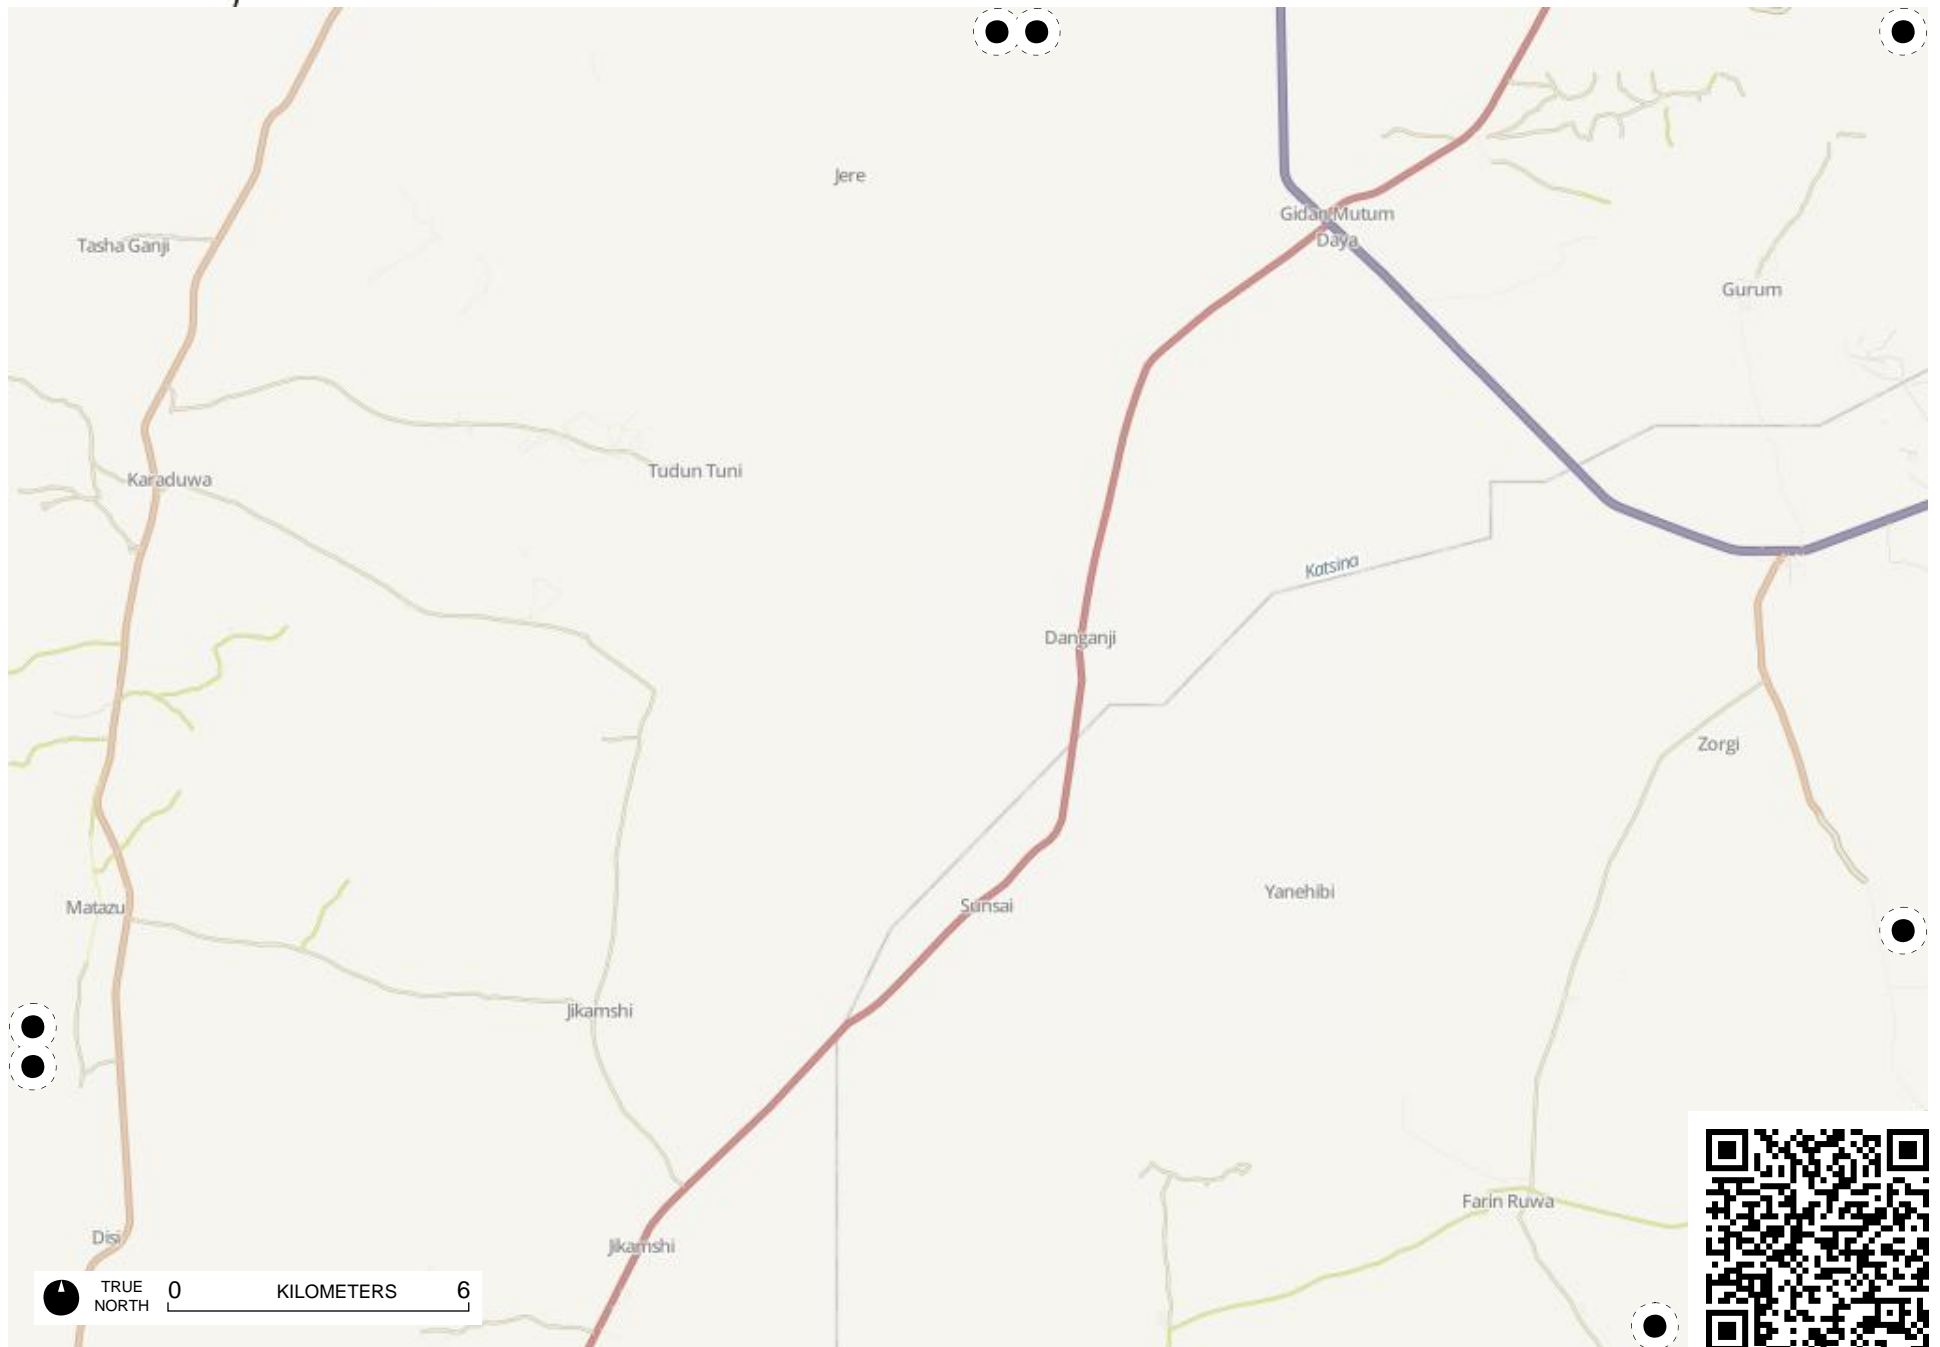 Jere
Gidan Mutum
Daya
Tasha Ganji
Gurum
Tudun Tuni
Karaduwa
Katsina
Danganji
Zorgi
Yanehibi
Sunsai
Matazu
Jikamshi
Farin Ruwa
Disi
Jikamshi
TRUE
NORTH
0 KILOMETERS 6